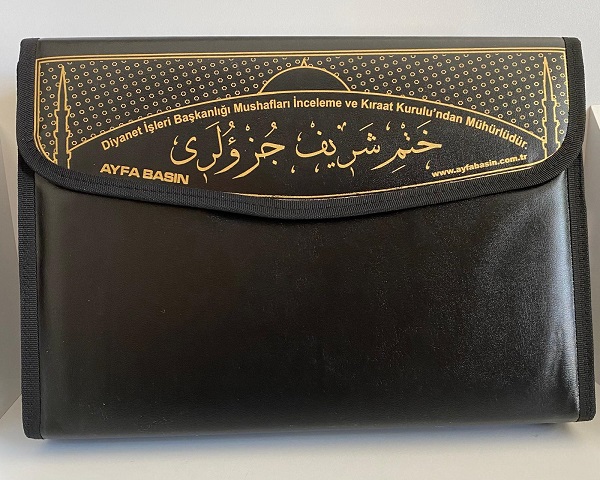 Diyanet İşleri Başkanlığı Mushafları İnceleme ve Kıraat Kurulu'ndan Mühürlüdür.
ختم شريف جزؤلرى
AYFA BASIN
www.ayfabasin.com.tr